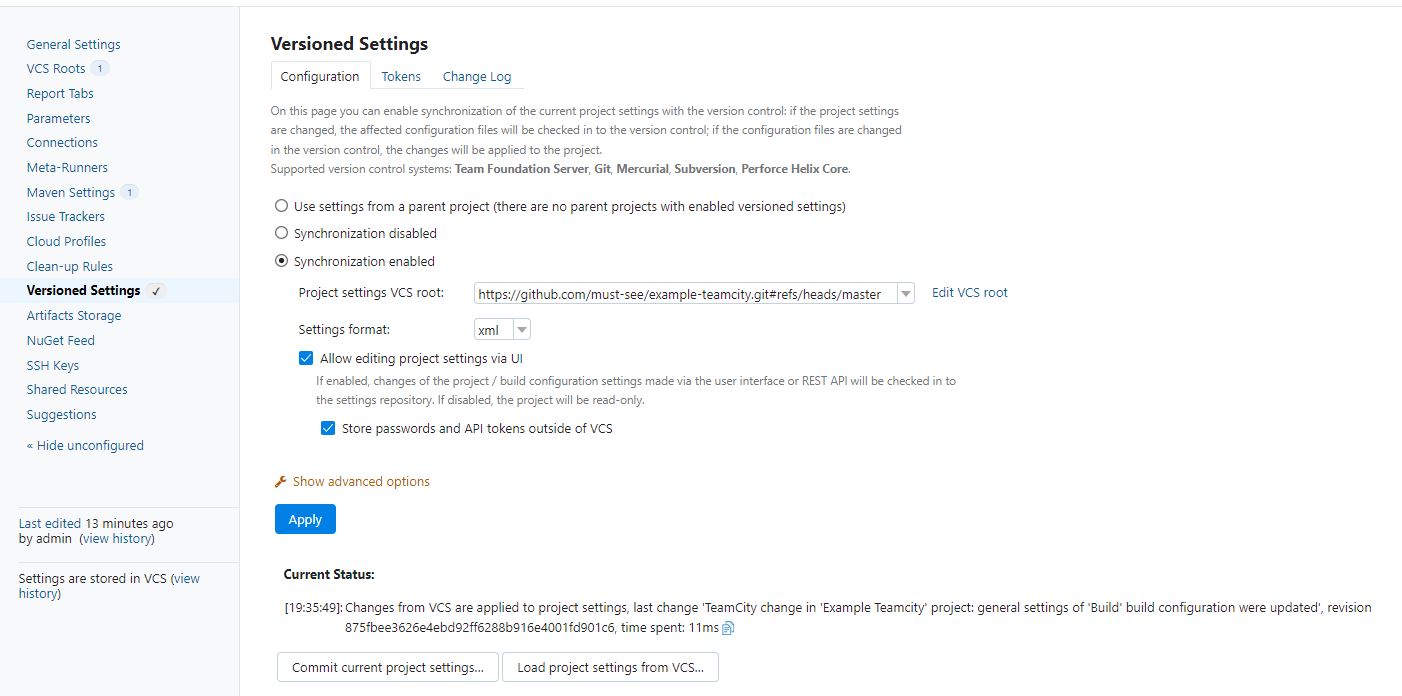 General Settings
VCS Roots 1
Report Tabs
Parameters
Connections
Meta-Runners
Maven Settings 1
Issue Trackers
Cloud Profiles
Clean-up Rules
Versioned Settings ✓
Artifacts Storage
NuGet Feed
SSH Keys
Shared Resources
Suggestions
« Hide unconfigured
Last edited 13 minutes ago
by admin (view history)
Settings are stored in VCS (view
history)
Versioned Settings
Configuration Tokens Change Log
On this page you can enable synchronization of the current project settings with the version control: if the project settings
are changed, the affected configuration files will be checked in to the version control; if the configuration files are changed
in the version control, the changes will be applied to the project.
Supported version control systems: Team Foundation Server, Git, Mercurial, Subversion, Perforce Helix Core.
Use settings from a parent project (there are no parent projects with enabled versioned settings)
Synchronization disabled
Synchronization enabled
Project settings VCS root: https://github.com/must-see/example-teamcity.git#refs/heads/master Edit VCS root
Settings format: xml
Allow editing project settings via UI
If enabled, changes of the project / build configuration settings made via the user interface or REST API will be checked in to
the settings repository. If disabled, the project will be read-only.
Store passwords and API tokens outside of VCS
Show advanced options
Apply
Current Status:
[19:35:49]: Changes from VCS are applied to project settings, last change 'TeamCity change in 'Example Teamcity' project: general settings of 'Build' build configuration were updated', revision
875fbee3626e4ebd92ff6288b916e4001fd901c6, time spent: 11ms
Commit current project settings... Load project settings from VCS...